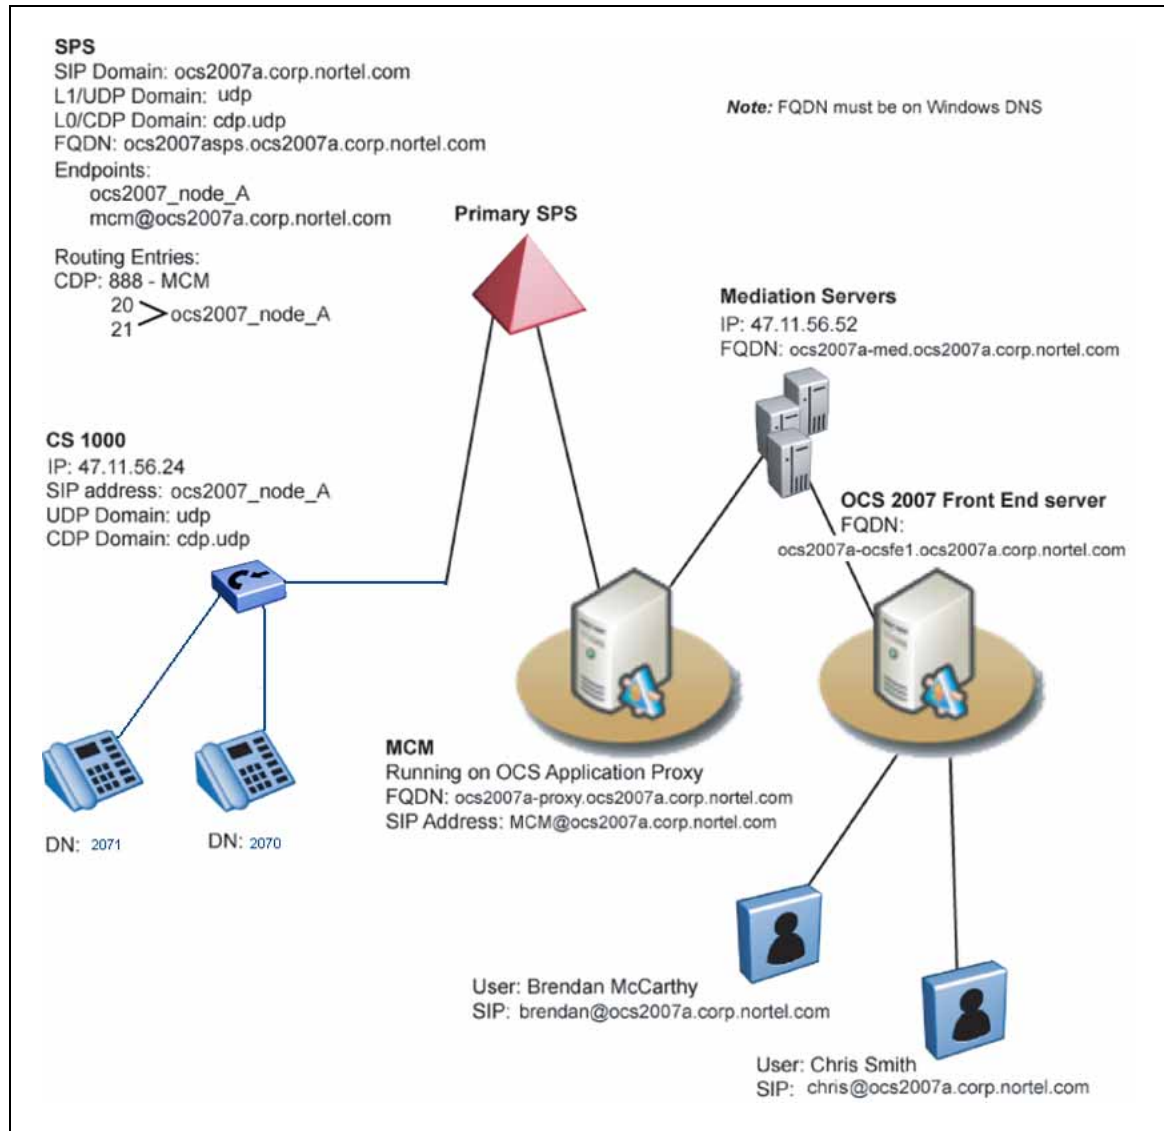 SPS
SIP Domain: ocs2007a.corp.nortel.com
L1/UDP Domain: udp
L0/CDP Domain: cdp.udp
FQDN: ocs2007asps.ocs2007a.corp.nortel.com
Endpoints:
ocs2007_node_A
mcm@ocs2007a.corp.nortel.com
Routing Entries:
CDP: 888 - MCM
20
21
ocs2007_node_A
Note: FQDN must be on Windows DNS
Primary SPS
Mediation Servers
IP: 47.11.56.52
FQDN: ocs2007a-med.ocs2007a.corp.nortel.com
CS 1000
IP: 47.11.56.24
SIP address: ocs2007_node_A
UDP Domain: udp
CDP Domain: cdp.udp
OCS 2007 Front End server
FQDN:
ocs2007a-ocsfe1.ocs2007a.corp.nortel.com
MCM
Running on OCS Application Proxy
FQDN: ocs2007a-proxy.ocs2007a.corp.nortel.com
SIP Address: MCM@ocs2007a.corp.nortel.com
DN: 2071
DN: 2070
User: Brendan McCarthy
SIP: brendan@ocs2007a.corp.nortel.com
User: Chris Smith
SIP: chris@ocs2007a.corp.nortel.com